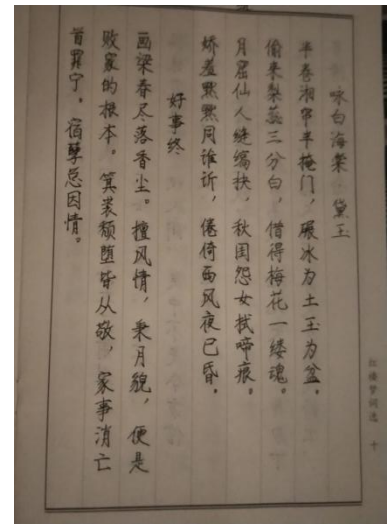 咏白海棠·黛玉
半卷湘帘半掩门，碾冰为土玉为盆。
偷来梨蕊三分白，借得梅花一缕魂。
月窟仙人缝缟袂，秋闺怨女拭啼痕。
娇羞默默同谁诉，倦倚西风夜已昏。
好事终
画梁春尽落香尘。擅风情，秉月貌，便是
败家的根本。箕裘颓堕皆从敬，家事消亡
首罪宁。宿孽总因情。
红楼梦词选 十